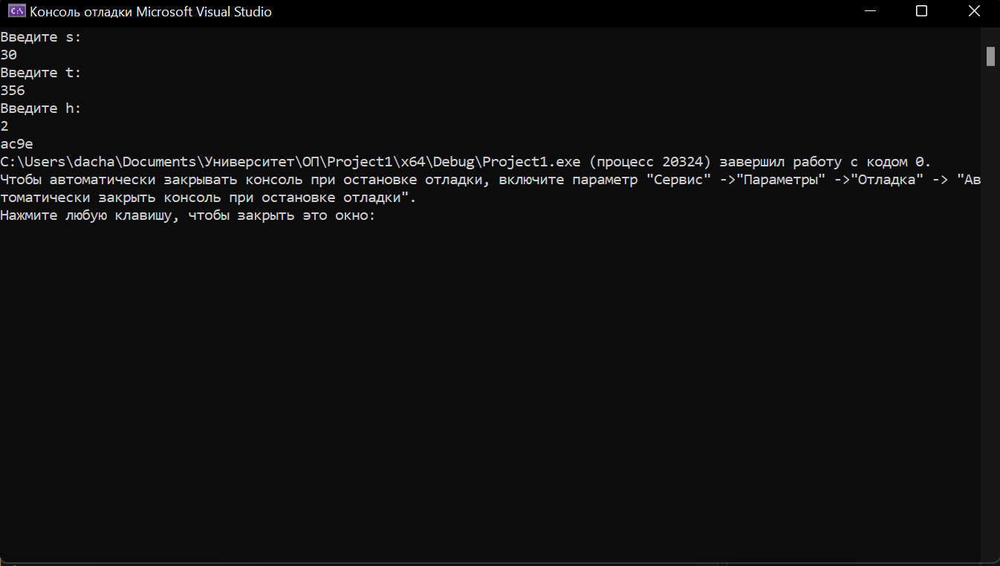 Консоль отладки Microsoft Visual Studio
Введите s:
30
Введите t:
356
Введите h:
2
ac9e
C:\Users\dacha\Documents\Университет\ОП\Project1\x64\Debug\Project1.exe (процесс 20324) завершил работу с кодом 0.
Чтобы автоматически закрывать консоль при остановке отладки, включите параметр "Сервис" ->"Параметры" ->"Отладка" -> "Ав
томатически закрыть консоль при остановке отладки".
Нажмите любую клавишу, чтобы закрыть это окно: